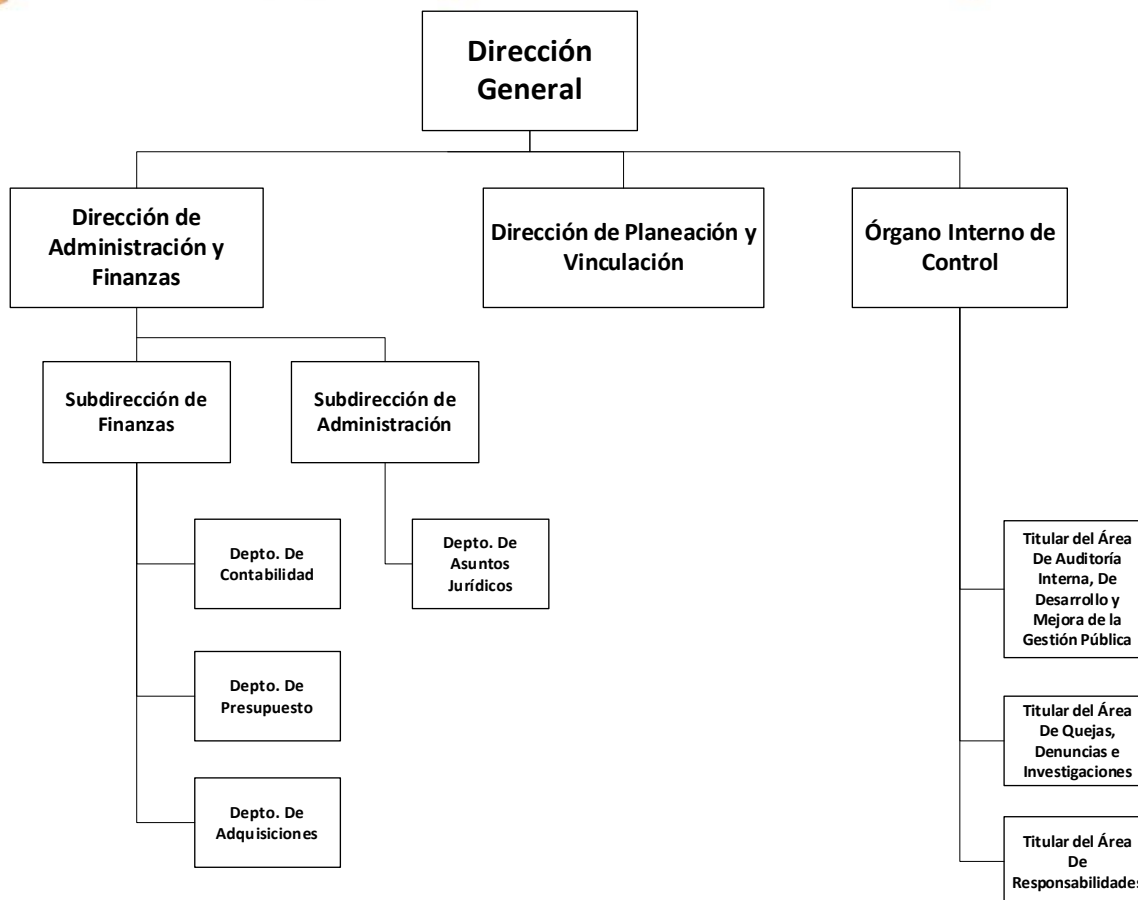 Dirección
General
Dirección de
Administración y
Finanzas
Dirección de Planeación y
Vinculación
Órgano Interno de
Control
Subdirección de
Finanzas
Subdirección de
Administración
Depto. De
Contabilidad
Depto. De
Asuntos
Jurídicos
Titular del Área
De Auditoría
Interna, De
Desarrollo y
Mejora de la
Gestión Pública
Depto. De
Presupuesto
Titular del Área
De Quejas,
Denuncias e
Investigaciones
Depto. De
Adquisiciones
Titular del Área
De
Responsabilidades